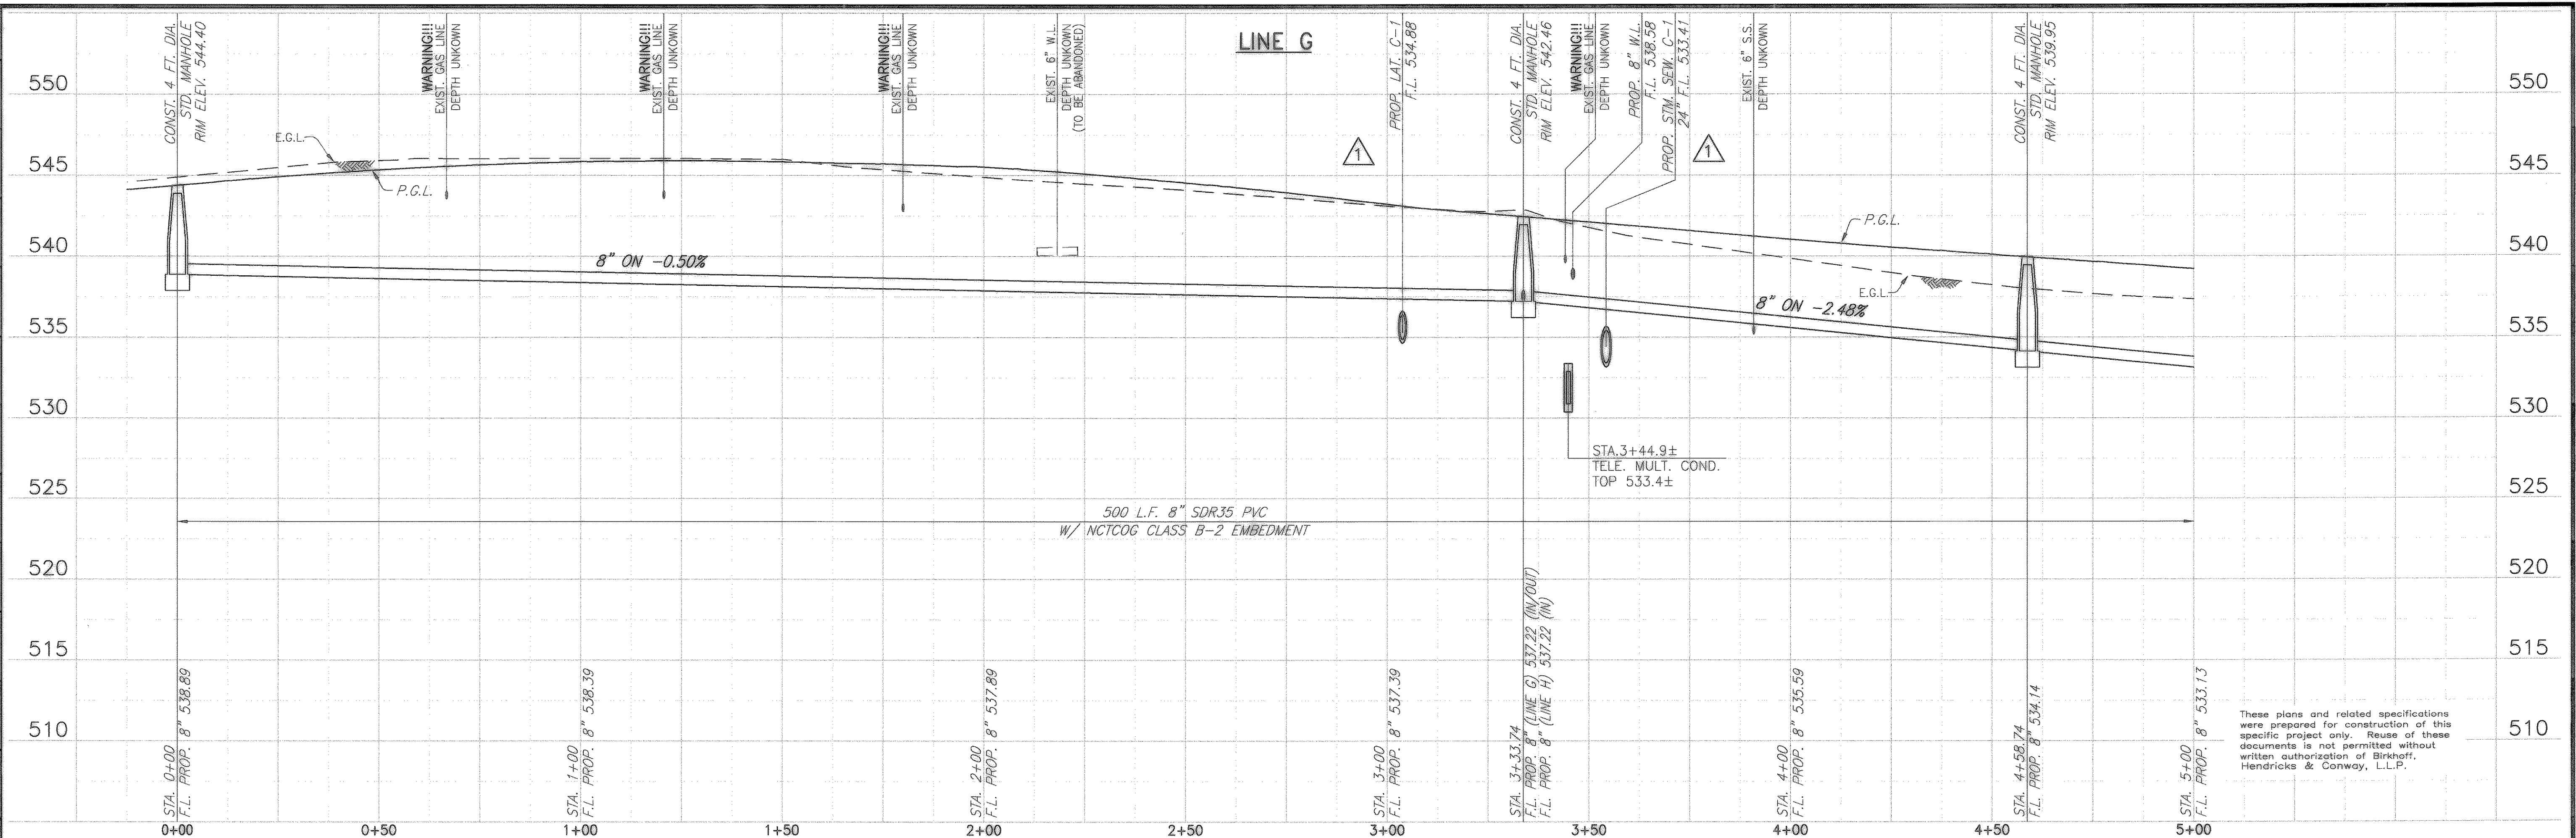 LINE G
CONST. 4 FT. DIA.
STD. MANHOLE
RIM ELEV. 544.40
WARNING!!!
EXIST. GAS LINE
DEPTH UNKOWN
WARNING!!!
EXIST. GAS LINE
DEPTH UNKOWN
WARNING!!!
EXIST. GAS LINE
DEPTH UNKOWN
EXIST. 6" W.L.
DEPTH UNKOWN
(TO BE ABANDONED)
PROP. LAT. C-1
F.L. 534.88
CONST. 4 FT. DIA.
STD. MANHOLE
RIM ELEV. 542.46
WARNING!!!
EXIST. GAS LINE
DEPTH UNKOWN
PROP. 8" W.L.
F.L. 538.58
PROP. STM. SEW. C-1
24" F.L. 533.41
EXIST. 6" S.S.
DEPTH UNKOWN
CONST. 4 FT. DIA.
STD. MANHOLE
RIM ELEV. 539.95
550
550
E.G.L.
1
1
545
545
P.G.L.
P.G.L.
540
540
8" ON -0.50%
E.G.L.
8" ON -2.48%
535
535
530
530
STA.3+44.9±
TELE. MULT. COND.
TOP 533.4±
525
525
500 L.F. 8" SDR35 PVC
W/ NCTCOG CLASS B-2 EMBEDMENT
520
520
515
515
510
510
STA. 0+00
F.L. PROP. 8" 538.89
STA. 1+00
F.L. PROP. 8" 538.39
STA. 2+00
F.L. PROP. 8" 537.89
STA. 3+00
F.L. PROP. 8" 537.39
STA. 3+33.74
F.L. PROP. 8" (LINE G) 537.22 (IN/OUT)
F.L. PROP. 8" (LINE H) 537.22 (IN)
STA. 4+00
F.L. PROP. 8" 535.59
STA. 4+58.74
F.L. PROP. 8" 534.14
STA. 5+00
F.L. PROP. 8" 533.13
These plans and related specifications
were prepared for construction of this
specific project only. Reuse of these
documents is not permitted without
written authorization of Birkhoff,
Hendricks & Conway, L.L.P.
0+00
0+50
1+00
1+50
2+00
2+50
3+00
3+50
4+00
4+50
5+00